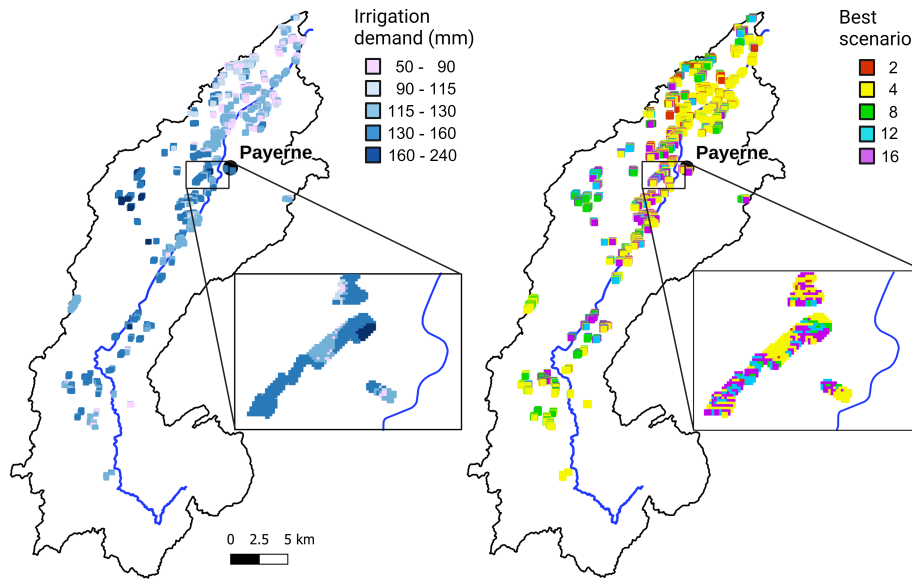 Irrigation
demand (mm)
50 - 90
90 - 115
115 - 130
130 - 160
160 - 240
Payerne
0 2.5 5 km
Best
scenario
2
4
8
12
16
Payerne